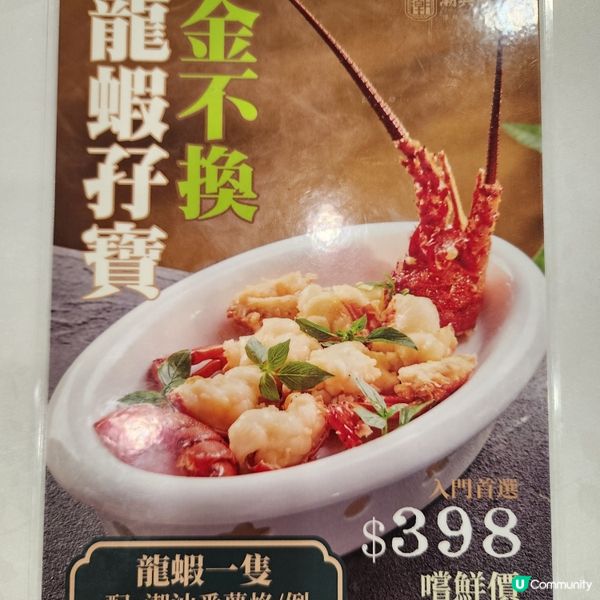 金不換
龍蝦孖寶
潮
入門首選
$398
嚐鮮價
龍蝦一隻
U Community